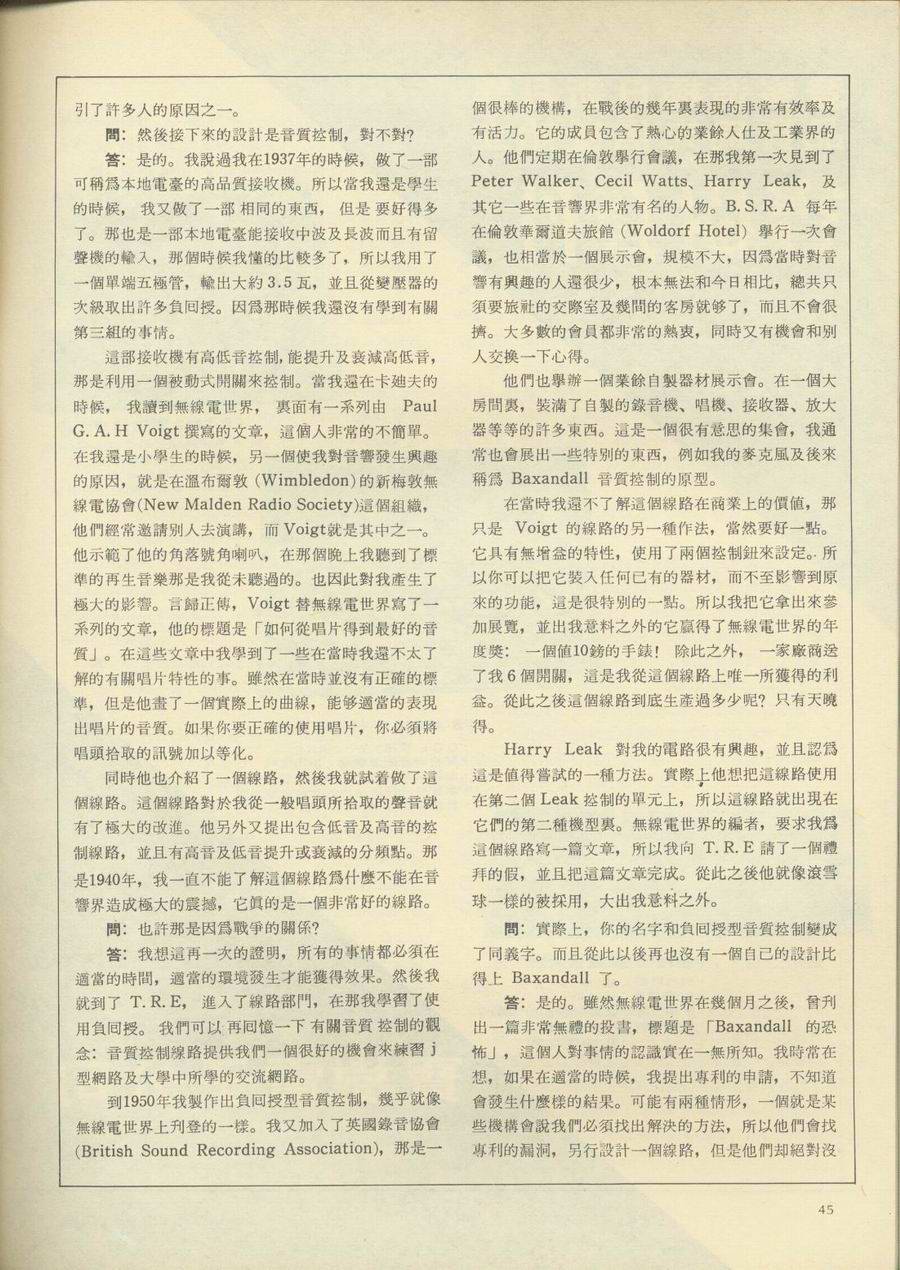 引了許多人的原因之一。
問：然後接下來的設計是音質控制，對不對？
答：是的。我說過我在1937年的時候，做了一部
可稱爲本地電臺的高品質接收機。所以當我還是學生
的時候，我又做了一部相同的東西，但是要好得多
了。那也是一部本地電臺能接收中波及長波而且有留
聲機的輸入，那個時候我懂的比較多了，所以我用了
一個單端五極管，輸出大約3.5瓦，並且從變壓器的
次級取出許多負囘授。因爲那時候我還沒有學到有關
第三組的事情。
這部接收機有高低音控制，能提升及衰減高低音，
那是利用一個被動式開關來控制。當我還在卡廸夫的
時候，我讀到無線電世界，裏面有一系列由 Paul
G. A. H Voigt 撰寫的文章，這個人非常的不簡單。
在我還是小學生的時候，另一個使我對音響發生興趣
的原因，就是在溫布爾敦 (Wimbledon) 的新梅敦無
線電協會(New Malden Radio Society)這個組織，
他們經常邀請別人去演講，而 Voigt就是其中之一。
他示範了他的角落號角喇叭，在那個晚上我聽到了標
準的再生音樂那是我從未聽過的。也因此對我產生了
極大的影響。言歸正傳，Voigt 替無線電世界寫了一
系列的文章，他的標題是「如何從唱片得到最好的音
質」。在這些文章中我學到了一些在當時我還不太了
解的有關唱片特性的事。雖然在當時並沒有正確的標
準，但是他畫了一個實際上的曲線，能够適當的表現
出唱片的音質。如果你要正確的使用唱片，你必須將
唱頭拾取的訊號加以等化。
同時他也介紹了一個線路，然後我就試着做了這
個線路。這個線路對於我從一般唱頭所拾取的聲音就
有了極大的改進。他另外又提出包含低音及高音的控
制線路，並且有高音及低音提升或衰減的分頻點。那
是1940年，我一直不能了解這個線路爲什麼不能在音
響界造成極大的震撼，它眞的是一個非常好的線路。
問：也許那是因爲戰爭的關係？
答：我想這再一次的證明，所有的事情都必須在
適當的時間，適當的環境發生才能獲得效果。然後我
就到了 T. R. E，進入了線路部門，在那我學習了使
用負囘授。我們可以再囘憶一下有關音質控制的觀
念：音質控制線路提供我們一個很好的機會來練習 j
型網路及大學中所學的交流網路。
到1950年我製作出負囘授型音質控制，幾乎就像
無線電世界上刋登的一樣。我又加入了英國錄音協會
(British Sound Recording Association)，那是一
個很棒的機構，在戰後的幾年裏表現的非常有效率及
有活力。它的成員包含了熱心的業餘人仕及工業界的
人。他們定期在倫敦擧行會議，在那我第一次見到了
Peter Walker、Cecil Watts、Harry Leak，及
其它一些在音響界非常有名的人物。B. S. R. A 每年
在倫敦華爾道夫旅館 (Woldorf Hotel) 擧行一次會
議，也相當於一個展示會，規模不大，因爲當時對音
響有興趣的人還很少，根本無法和今日相比，總共只
須要旅社的交際室及幾間的客房就够了，而且不會很
擠。大多數的會員都非常的熱衷，同時又有機會和別
人交換一下心得。
他們也擧辦一個業餘自製器材展示會。在一個大
房間裏，裝滿了自製的錄音機、唱機、接收器、放大
器等等的許多東西。這是一個很有意思的集會，我通
常也會展出一些特別的東西，例如我的麥克風及後來
稱爲 Baxandall 音質控制的原型。
在當時我還不了解這個線路在商業上的價值，那
只是 Voigt 的線路的另一種作法，當然要好一點。
它具有無增益的特性，使用了兩個控制鈕來設定。所
以你可以把它裝入任何已有的器材，而不至影響到原
來的功能，這是很特別的一點。所以我把它拿出來參
加展覽，並出我意料之外的它贏得了無線電世界的年
度獎：一個値10鎊的手錶！除此之外，一家廠商送
了我 6 個開關，這是我從這個線路上唯一所獲得的利
益。從此之後這個線路到底生產過多少呢？只有天曉
得。
Harry Leak 對我的電路很有興趣，並且認爲
這是值得嘗試的一種方法。實際上他想把這線路使用
在第二個 Leak 控制的單元上，所以這線路就出現在
它們的第二種機型裏。無線電世界的編者，要求我爲
這個線路寫一篇文章，所以我向 T. R. E 請了一個禮
拜的假，並且把這篇文章完成。從此之後他就像滾雪
球一樣的被採用，大出我意料之外。
問：實際上，你的名字和負囘授型音質控制變成
了同義字。而且從此以後再也沒有一個自己的設計比
得上 Baxandall 了。
答：是的。雖然無線電世界在幾個月之後，曾刋
出一篇非常無禮的投書，標題是「Baxandall 的恐
怖」，這個人對事情的認識實在一無所知。我時常在
想，如果在適當的時候，我提出專利的申請，不知道
會發生什麼樣的結果。可能有兩種情形，一個就是某
些機構會說我們必須找出解決的方法，所以他們會找
專利的漏洞，另行設計一個線路，但是他們却絕對沒
45